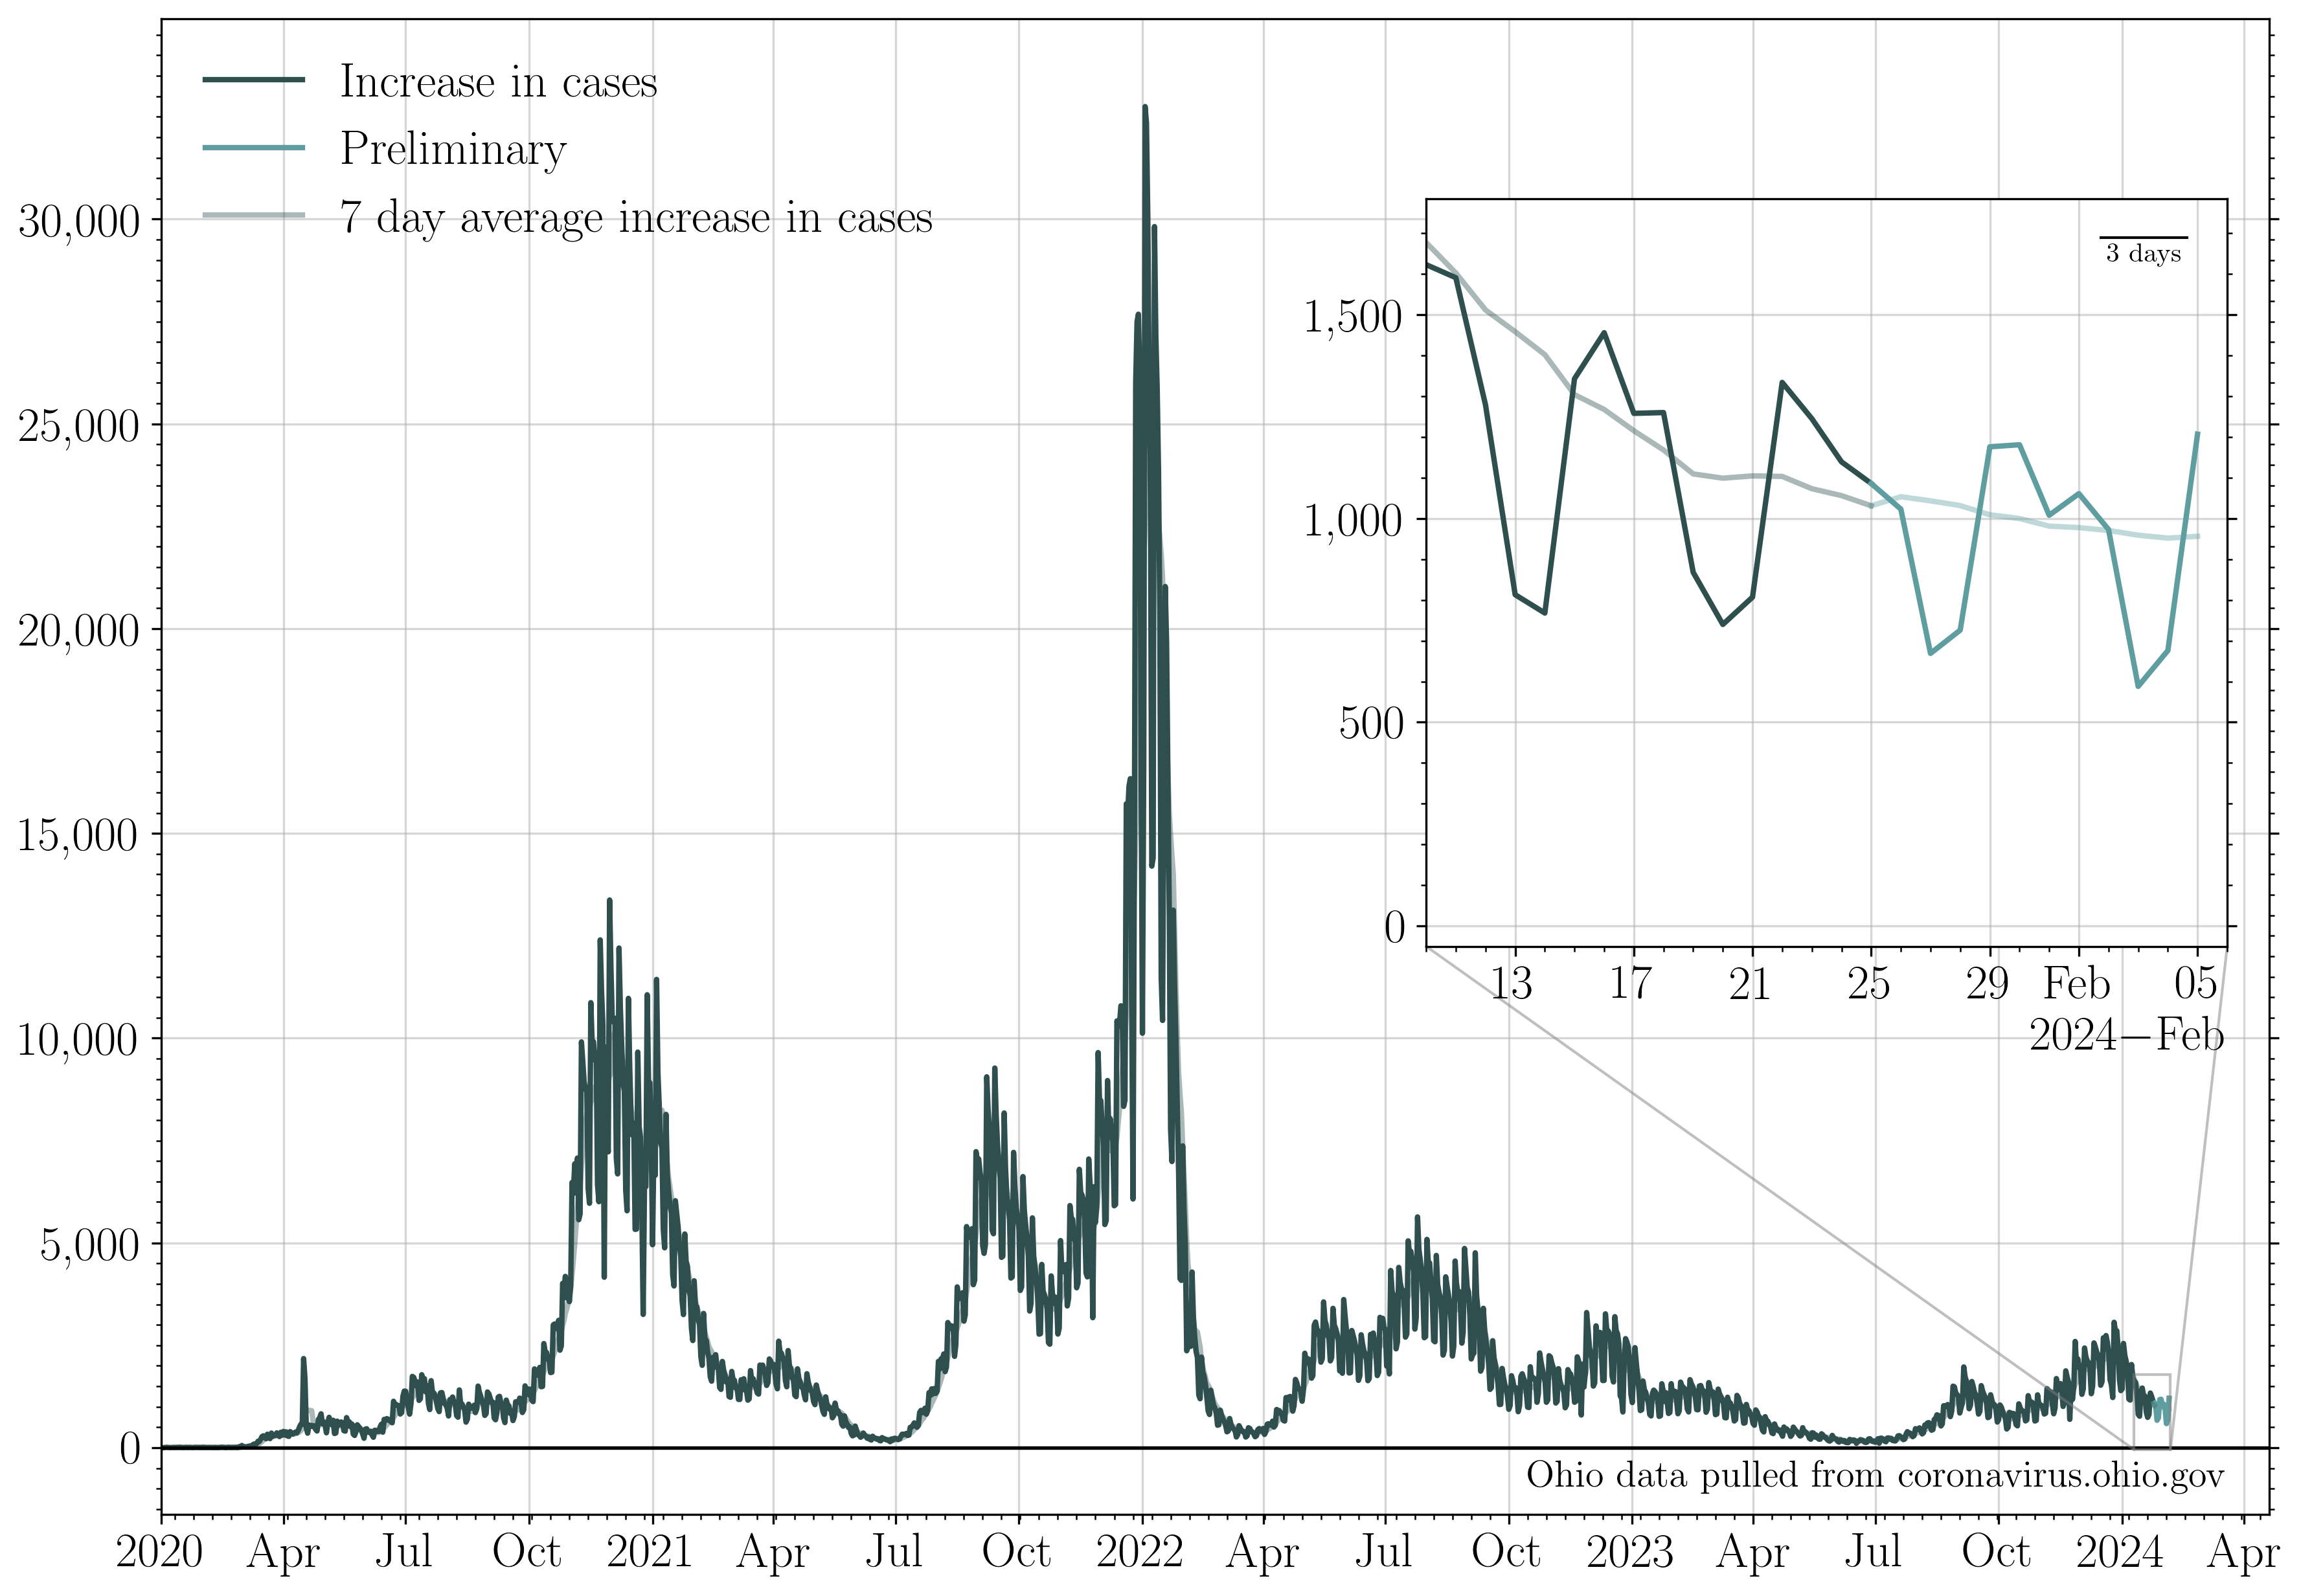 Increase in cases
Preliminary
7 day average increase in cases
30,000
25,000
20,000
15,000
10,000
5,000
0
3 days
1,500
1,000
500
0
13 17 21 25 29 Feb 05
2024—Feb
Ohio data pulled from coronavirus.ohio.gov
2020 Apr Jul Oct 2021 Apr Jul Oct 2022 Apr Jul Oct 2023 Apr Jul Oct 2024 Apr